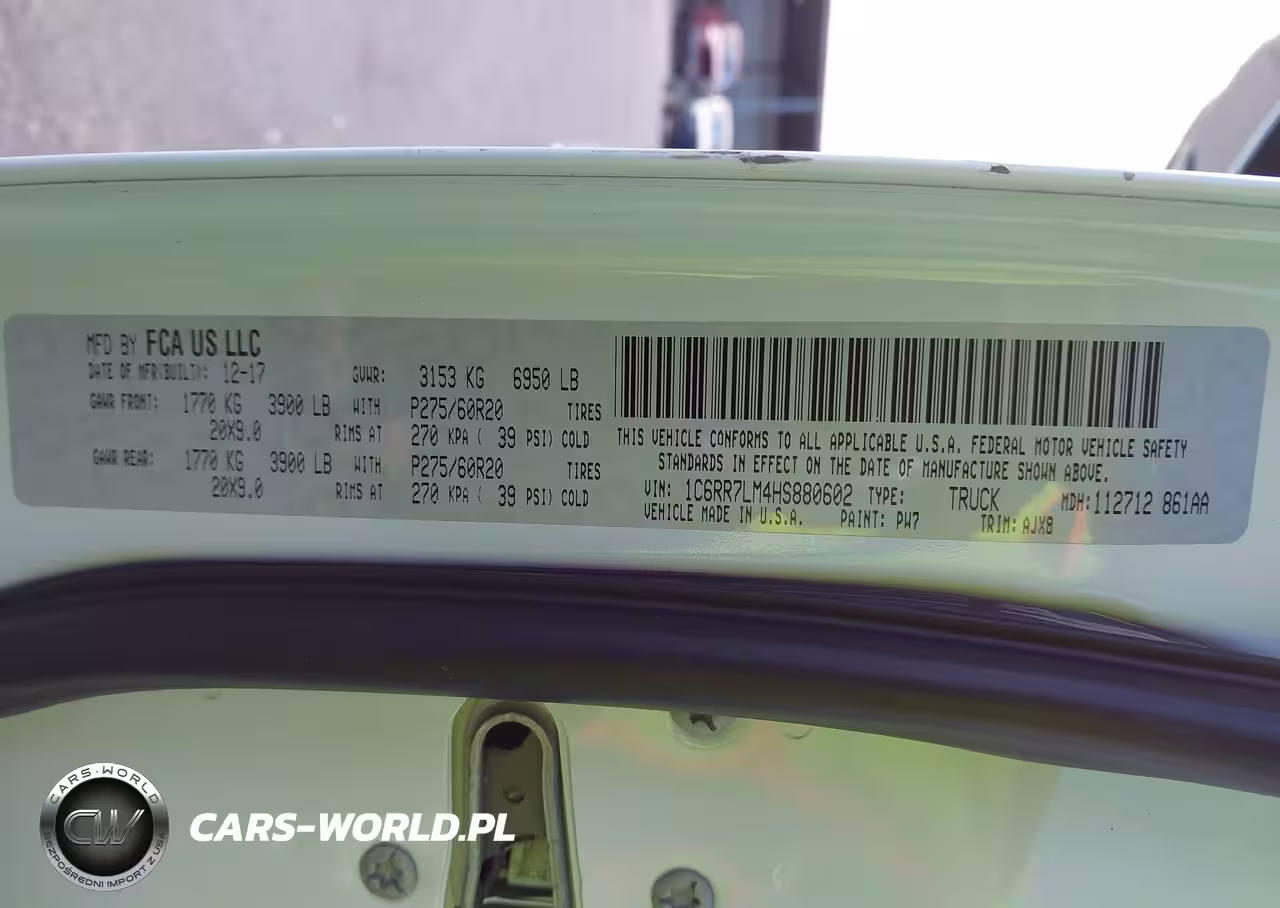 MFD BY FCA US LLC
DATE OF MFR(BUILT): 12-17 GVWR: 3153 KG 6950 LB
GAWR FRONT: 1770 KG 3900 LB WITH P275/60R20 TIRES
20X9.0 RIMS AT 270 KPA ( 39 PSI) COLD
GAWR REAR: 1770 KG 3900 LB WITH P275/60R20 TIRES
20X9.0 RIMS AT 270 KPA ( 39 PSI) COLD
THIS VEHICLE CONFORMS TO ALL APPLICABLE U.S.A. FEDERAL MOTOR VEHICLE SAFETY
STANDARDS IN EFFECT ON THE DATE OF MANUFACTURE SHOWN ABOVE.
VIN: 1C6RR7LM4HS880602 TYPE: TRUCK MDH:112712 861AA
VEHICLE MADE IN U.S.A. PAINT: PW7 TRIM: AJX8
CARS-WORLD
CW
BEZPOŚREDNI IMPORT Z USA
CARS-WORLD.PL